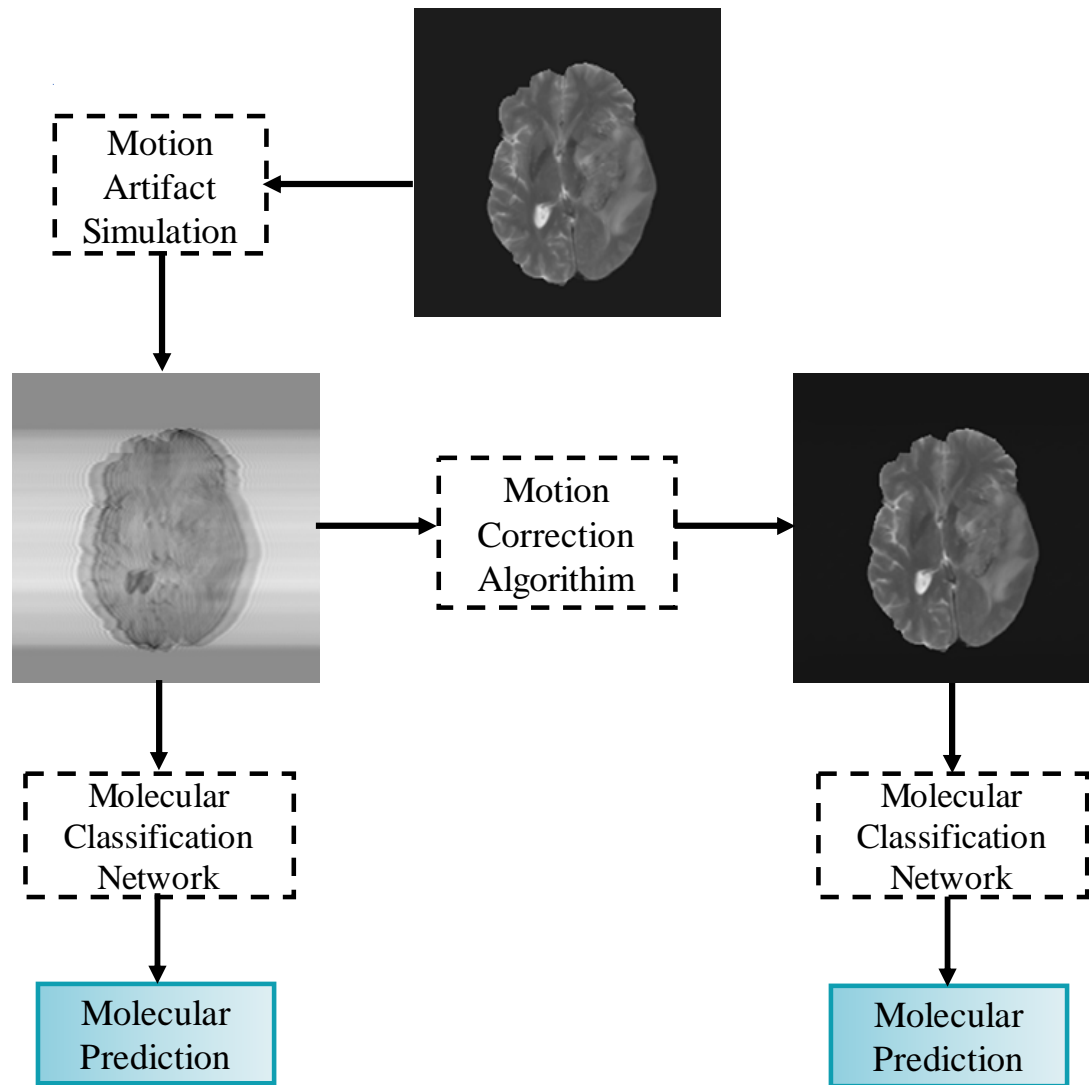 Motion
Artifact
Simulation
Motion
Correction
Algorithim
Molecular
Classification
Network
Molecular
Classification
Network
Molecular
Prediction
Molecular
Prediction